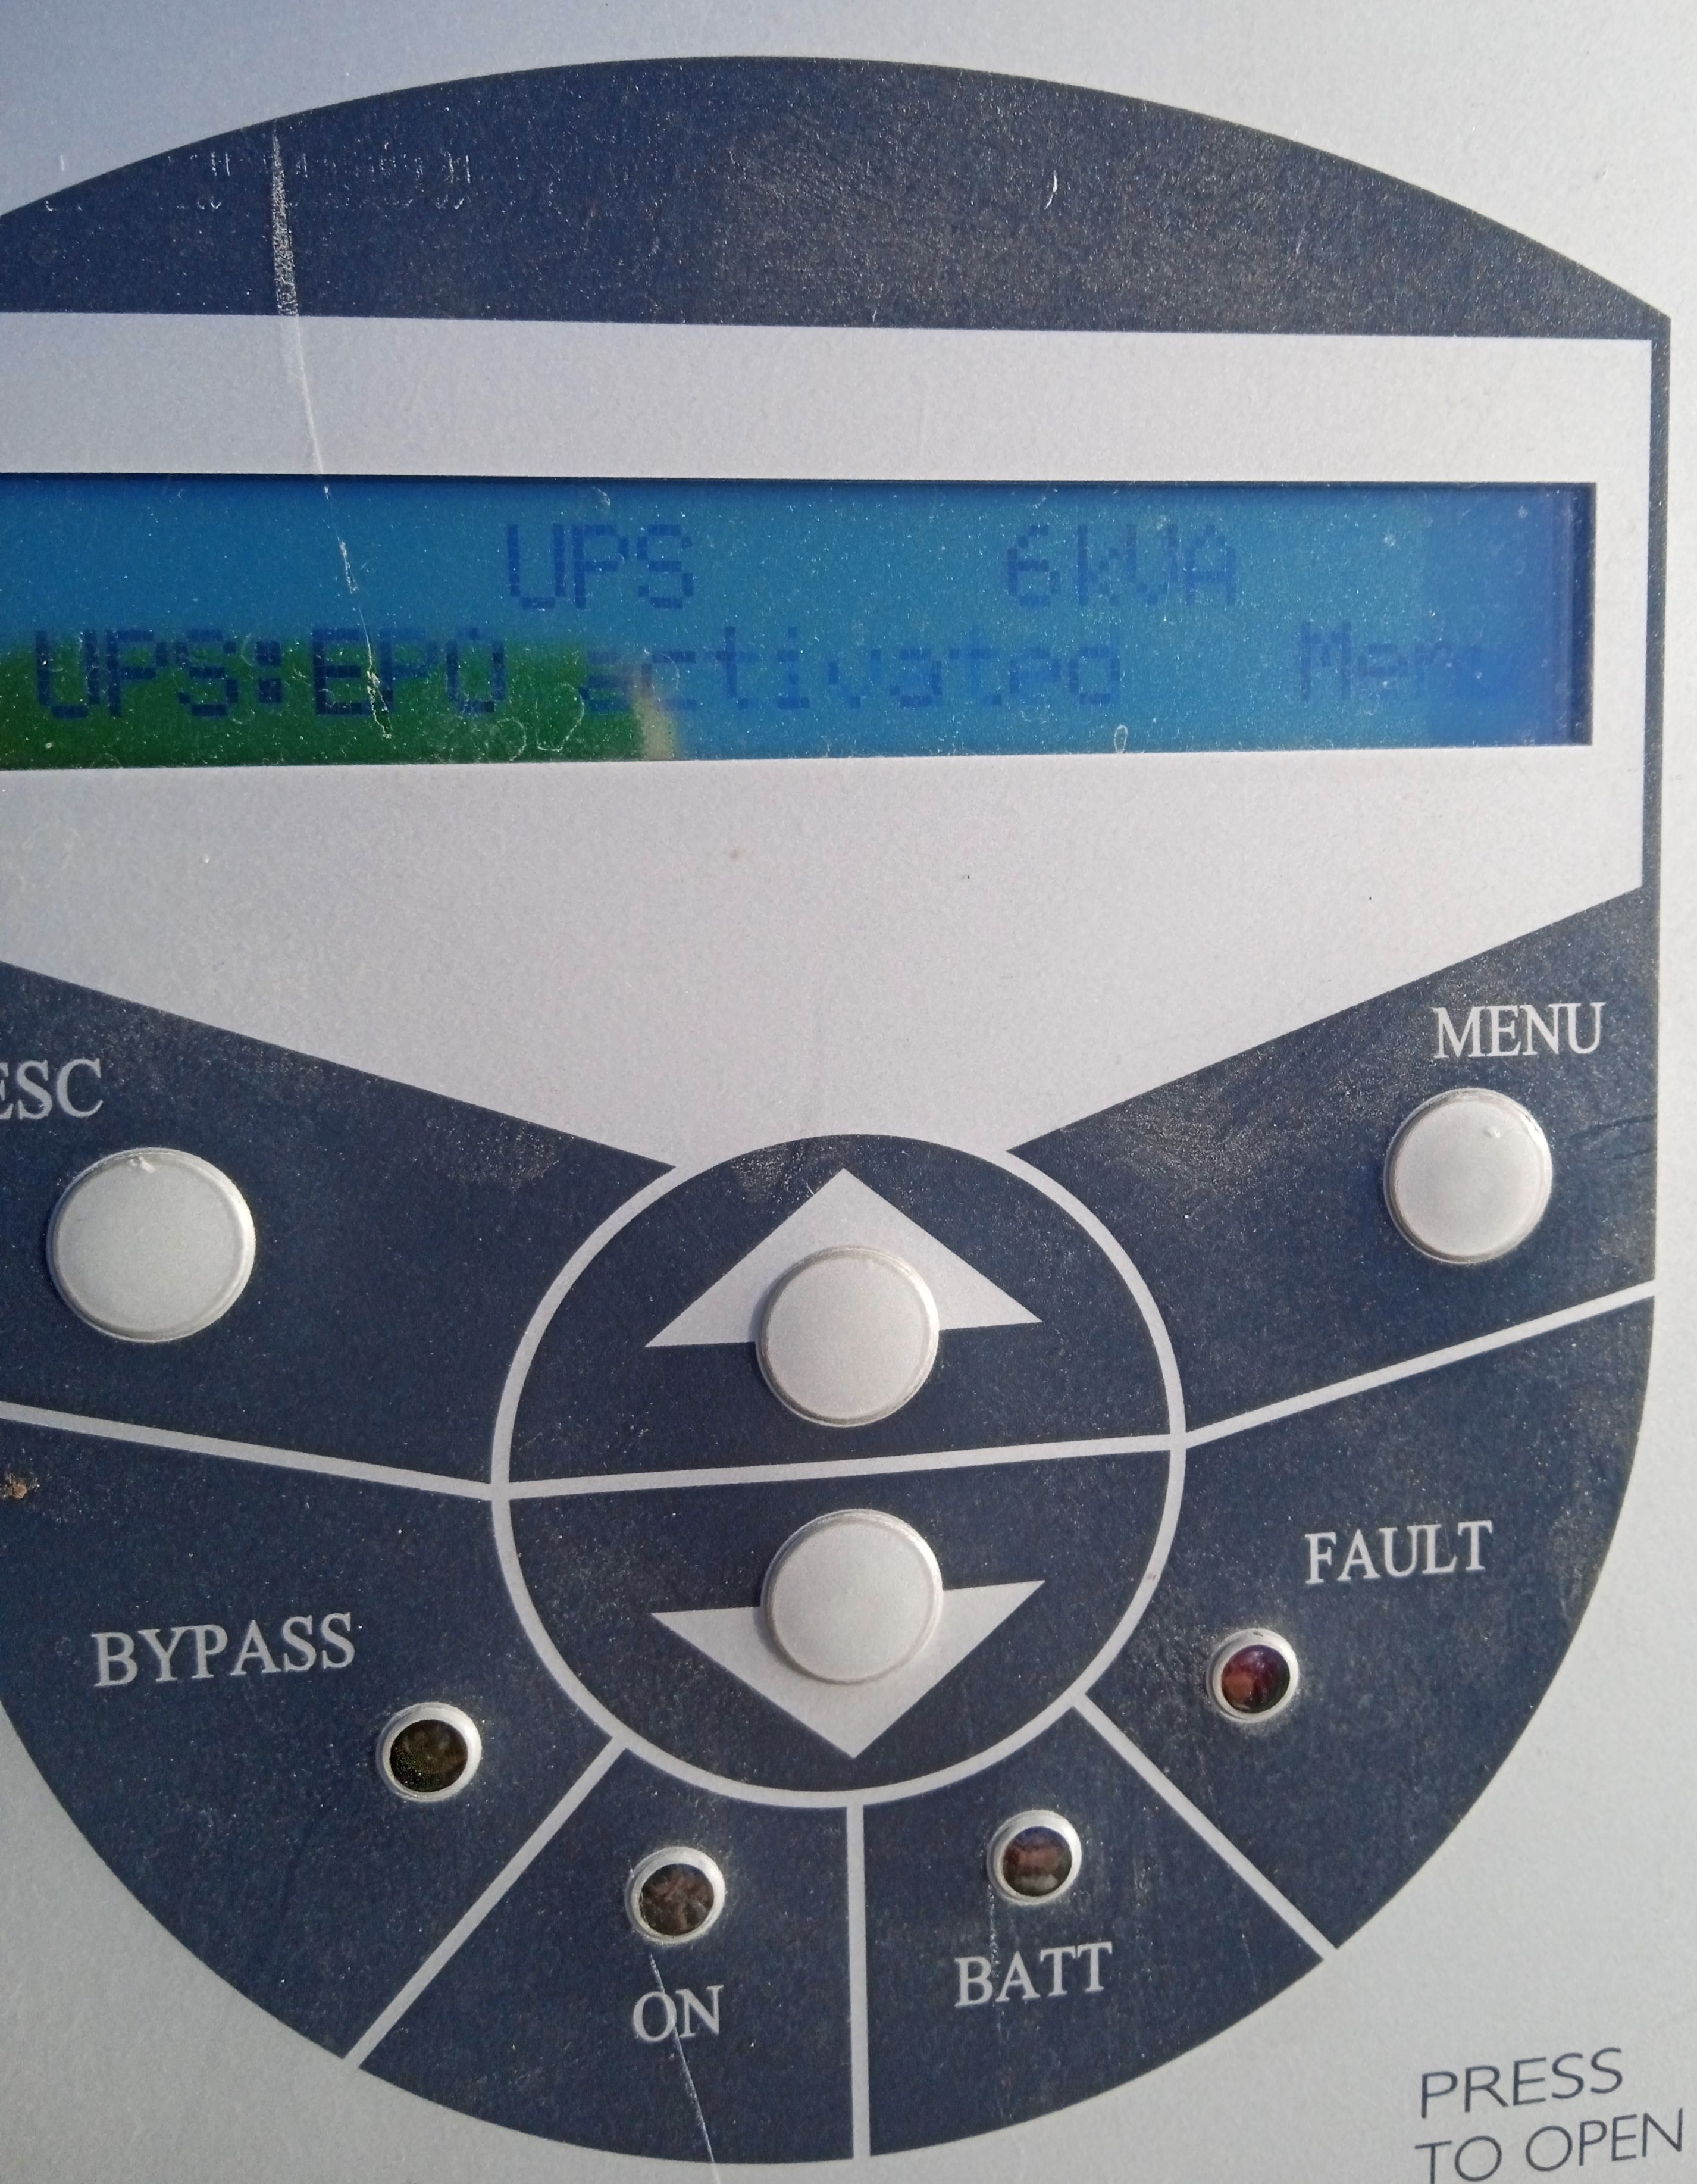 UPS 6kVA
UPS:EPO activated
ESC
MENU
FAULT
BYPASS
BATT
ON
PRESS
TO OPEN